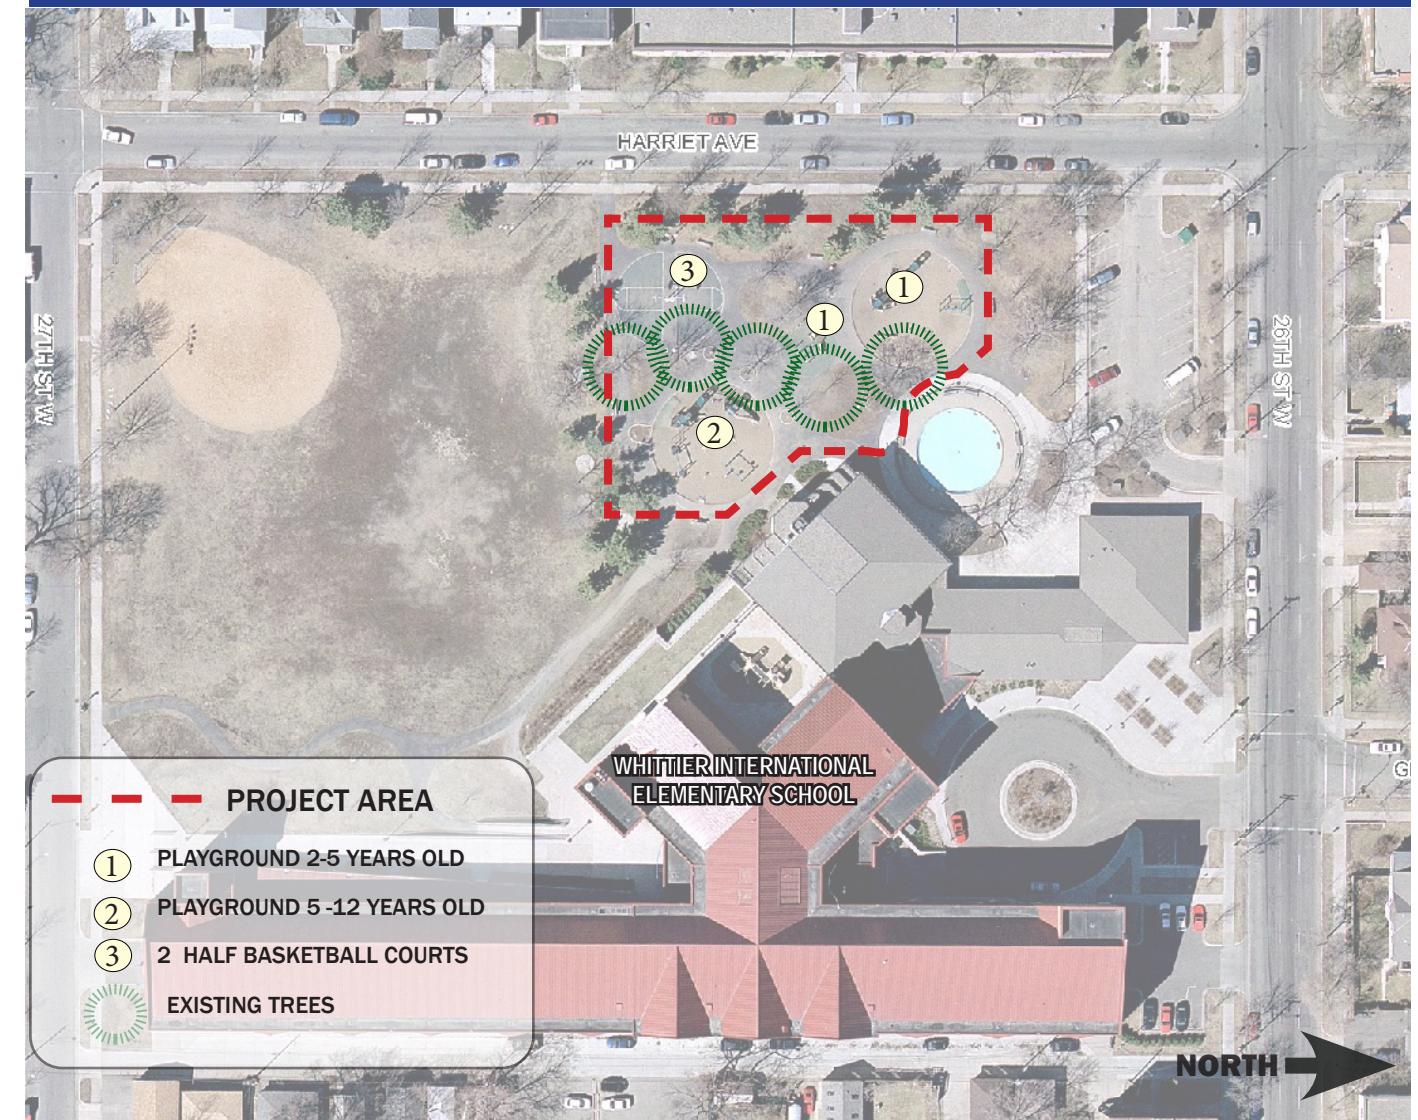 HARRIET AVE
27TH ST W
26TH ST W
3
1
1
2
WHITTIER INTERNATIONAL
ELEMENTARY SCHOOL
G
PROJECT AREA
1 PLAYGROUND 2-5 YEARS OLD
2 PLAYGROUND 5 -12 YEARS OLD
3 2 HALF BASKETBALL COURTS
EXISTING TREES
NORTH